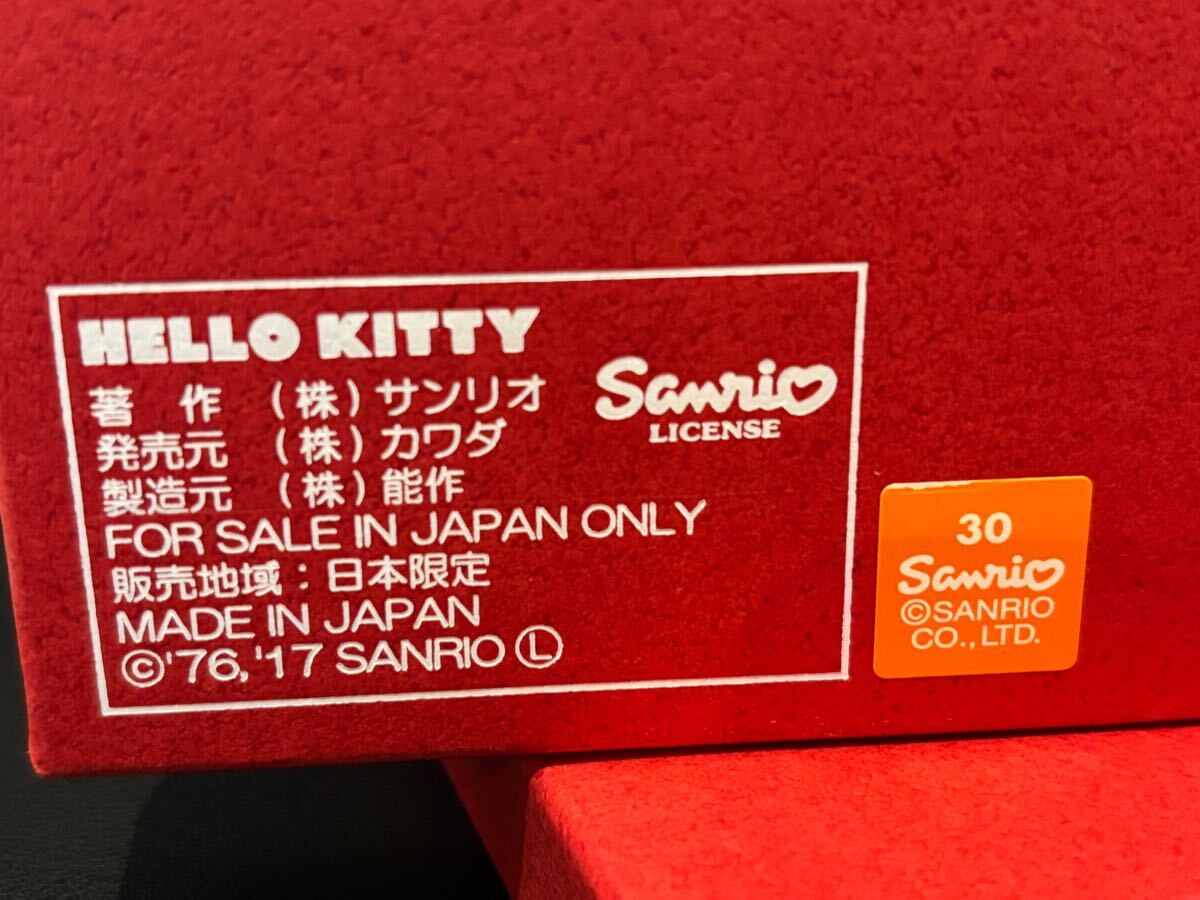 HELLO KITTY
著 作 (株) サンリオ
発売元 (株) カワダ
製造元 (株) 能作
FOR SALE IN JAPAN ONLY
販売地域:日本限定
MADE IN JAPAN
©'76,'17 SANRIO Ⓛ
Sanrio
LICENSE
30
Sanrio
©SANRIO
CO.,LTD.